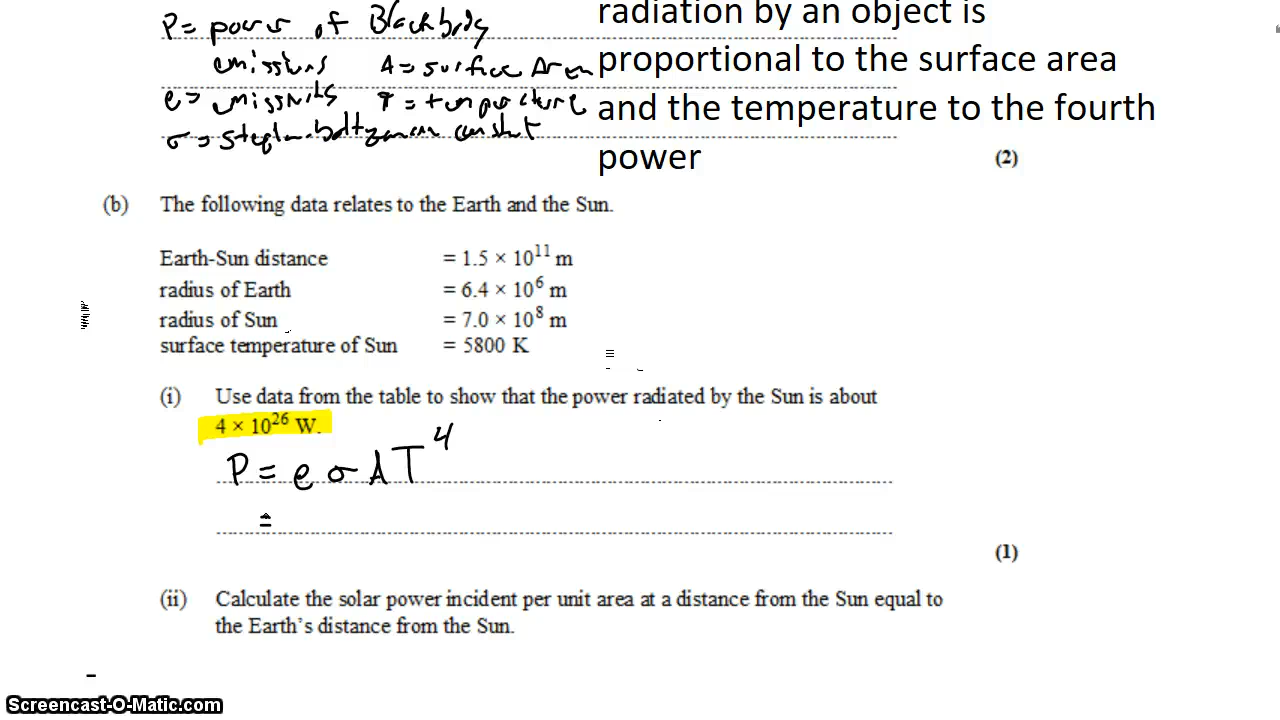 radiation by an object is
P = power of Blackbody
proportional to the surface area
emissions A = surface Area
and the temperature to the fourth
e = T = temperature
σ = constant
power
(2)
(b) The following data relates to the Earth and the Sun.
Earth-Sun distance = 1.5 × 10¹¹ m
radius of Earth = 6.4 × 10⁶ m
radius of Sun = 7.0 × 10⁸ m
surface temperature of Sun = 5800 K
(i) Use data from the table to show that the power radiated by the Sun is about
4 × 10²⁶ W.
P = e σ A T⁴
=
(1)
(ii) Calculate the solar power incident per unit area at a distance from the Sun equal to
the Earth's distance from the Sun.
Screencast-O-Matic.com